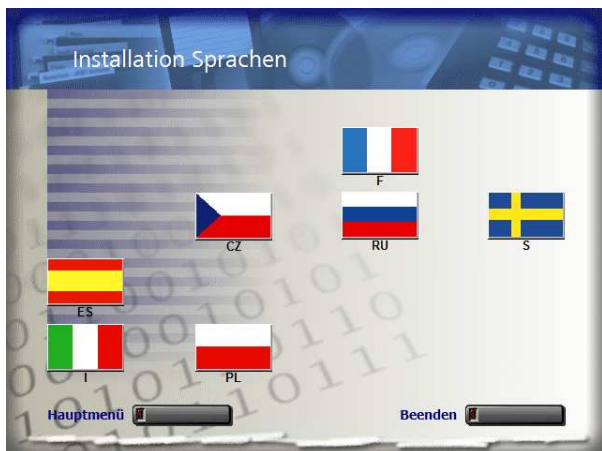 Installation Sprachen
F
CZ
RU
S
ES
I
PL
Hauptmenü
Beenden